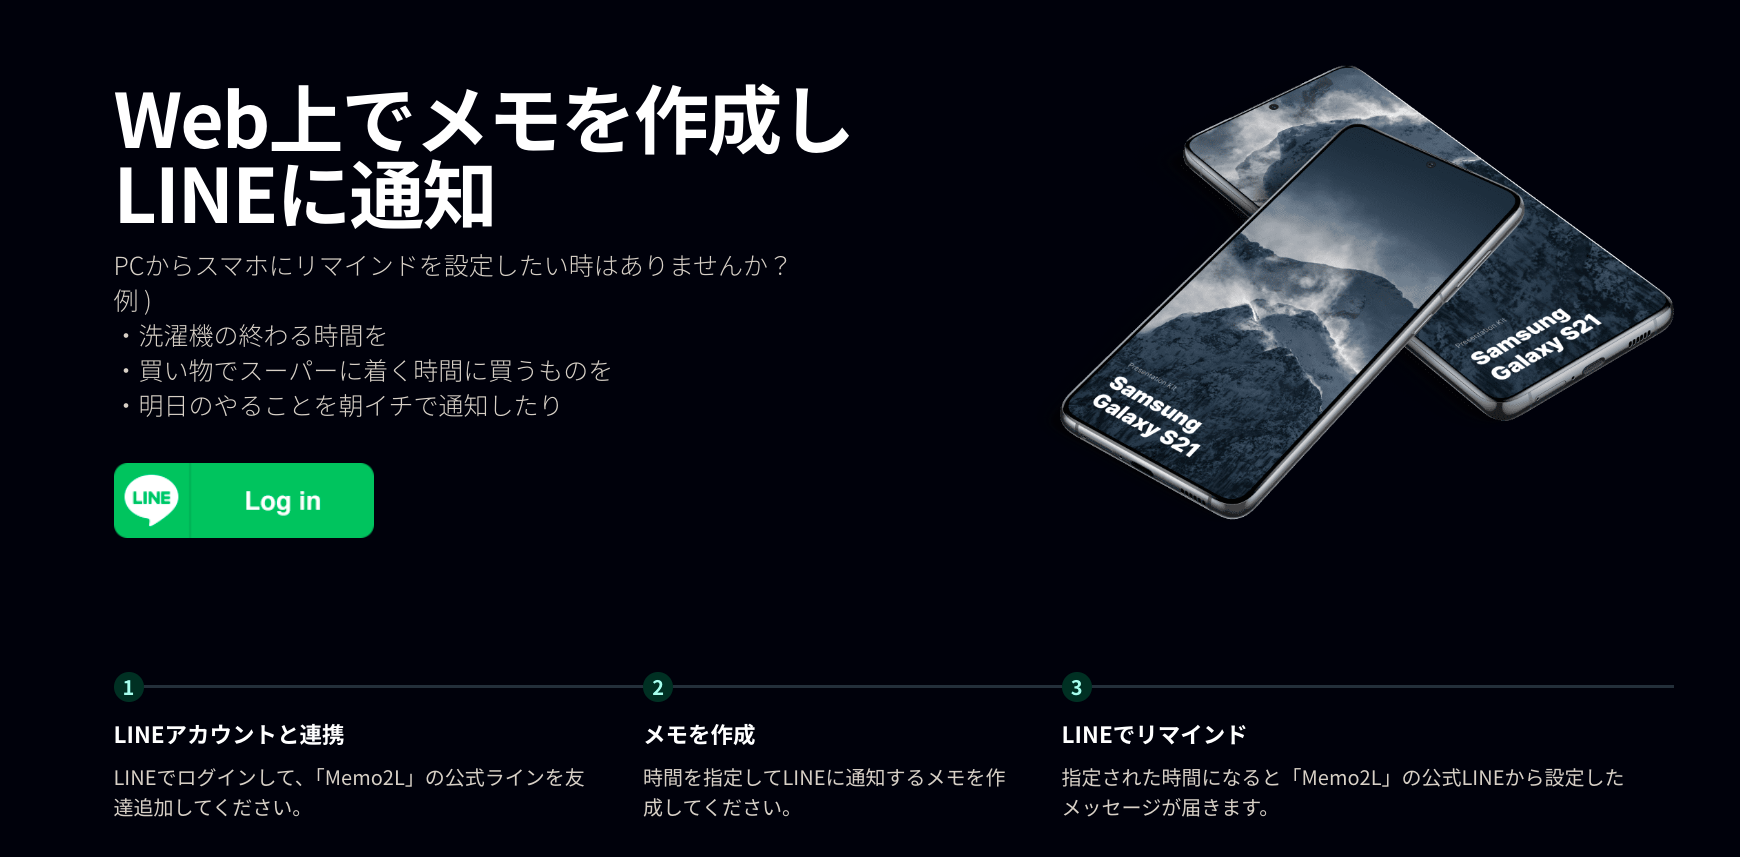 Web上でメモを作成し
LINEに通知
PCからスマホにリマインドを設定したい時はありませんか？
例 )
・洗濯機の終わる時間を
・買い物でスーパーに着く時間に買うものを
・明日のやることを朝イチで通知したり
LINE Log in
Presentation Kit
Samsung
Galaxy S21
Presentation Kit
Samsung
Galaxy S21
1
LINEアカウントと連携
LINEでログインして、「Memo2L」の公式ラインを友
達追加してください。
2
メモを作成
時間を指定してLINEに通知するメモを作
成してください。
3
LINEでリマインド
指定された時間になると「Memo2L」の公式LINEから設定した
メッセージが届きます。